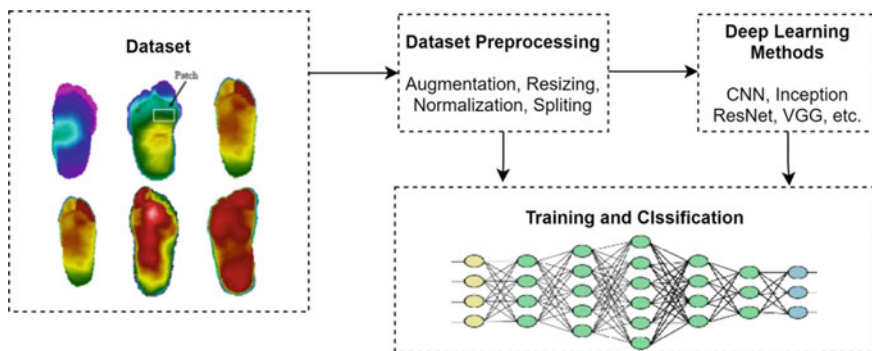 Dataset
Patch
Dataset Preprocessing
Augmentation, Resizing,
Normalization, Spliting
Deep Learning
Methods
CNN, Inception
ResNet, VGG, etc.
Training and Clssification